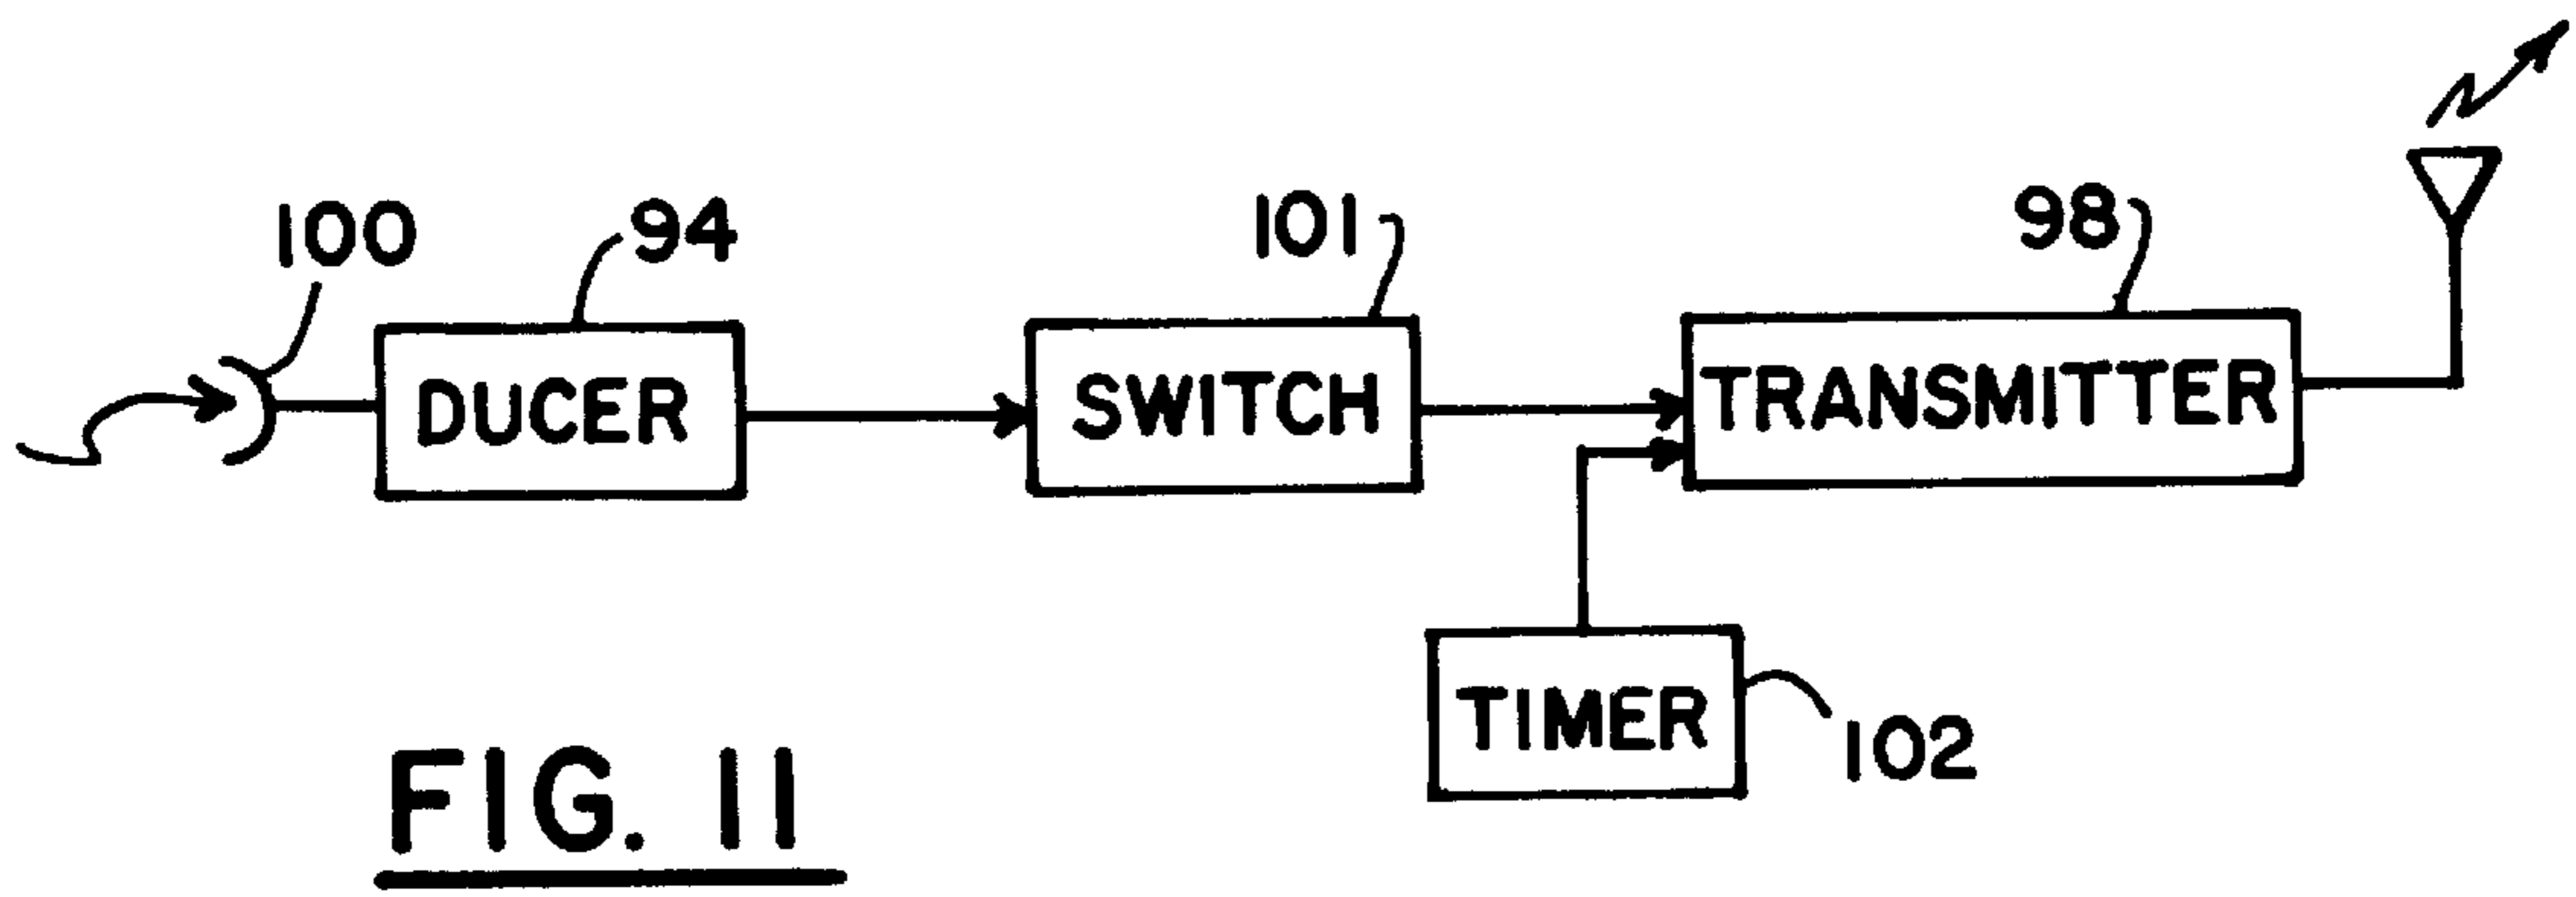 100
94
101
98
DUCER
SWITCH
TRANSMITTER
TIMER
102
FIG. 11